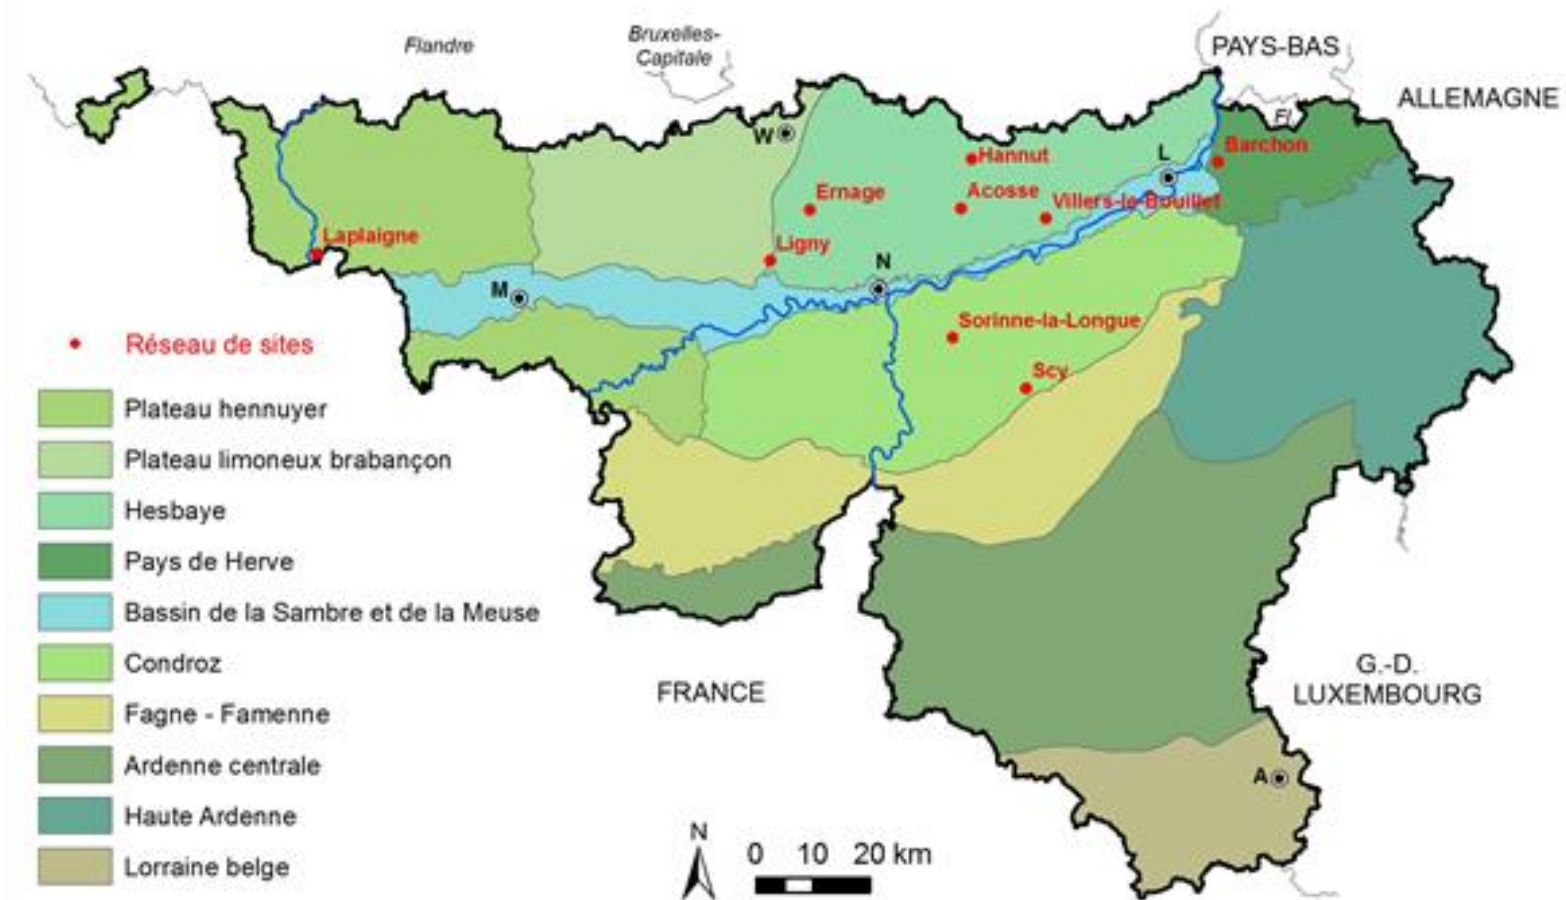 Flandre
Bruxelles-
Capitale
PAYS-BAS
ALLEMAGNE
Fl.
W
Hannut
L
Barchon
Ernage
Acosse
Villers-le-Bouillet
Laplaigne
Ligny
N
M
Sorinne-la-Longue
Scy
Réseau de sites
Plateau hennuyer
Plateau limoneux brabançon
Hesbaye
Pays de Herve
Bassin de la Sambre et de la Meuse
Condroz
Fagne - Famenne
Ardenne centrale
Haute Ardenne
Lorraine belge
FRANCE
G.-D.
LUXEMBOURG
A
N
0 10 20 km